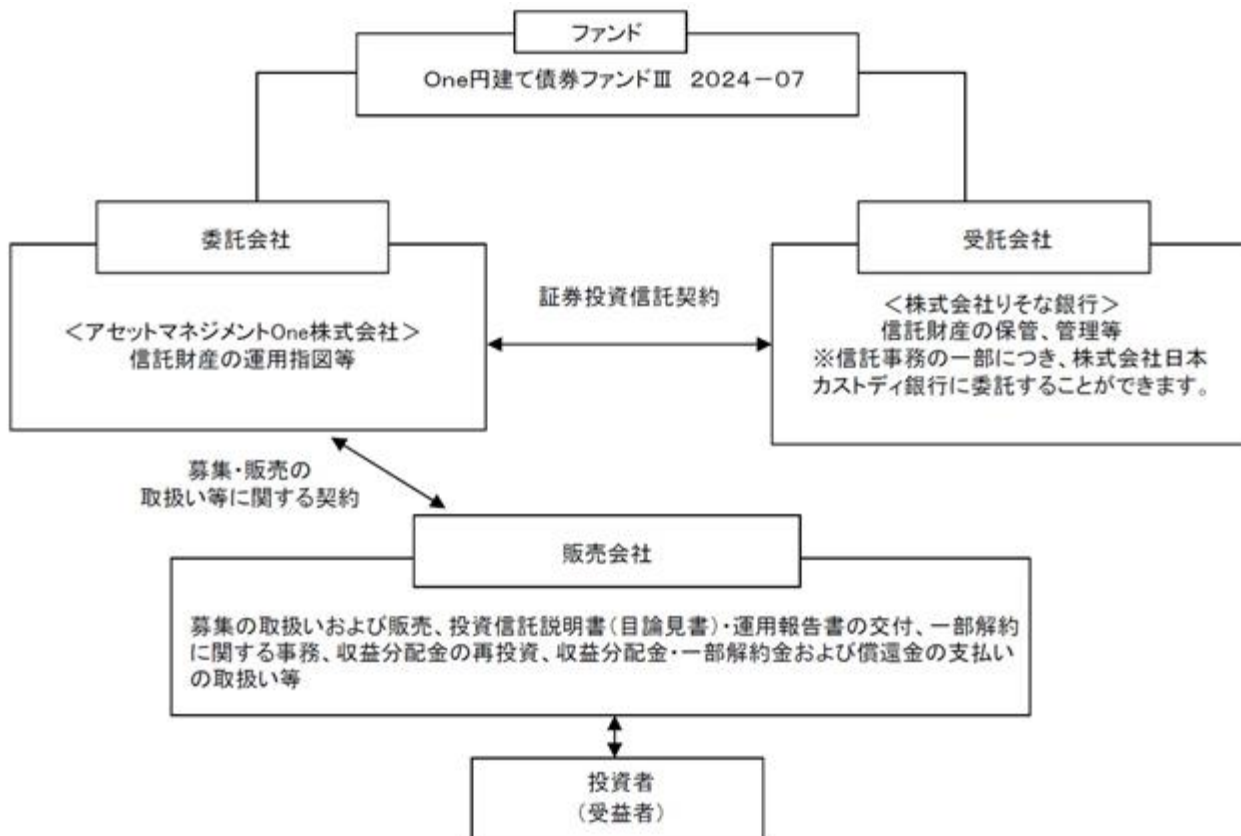 ファンド
One円建て債券ファンドⅢ 2024－07
委託会社
<アセットマネジメントOne株式会社>
信託財産の運用指図等
証券投資信託契約
受託会社
<株式会社りそな銀行>
信託財産の保管、管理等
※信託事務の一部につき、株式会社日本
カストディ銀行に委託することができます。
募集・販売の
取扱い等に関する契約
販売会社
募集の取扱いおよび販売、投資信託説明書(目論見書)・運用報告書の交付、一部解約
に関する事務、収益分配金の再投資、収益分配金・一部解約金および償還金の支払い
の取扱い等
投資者
(受益者)